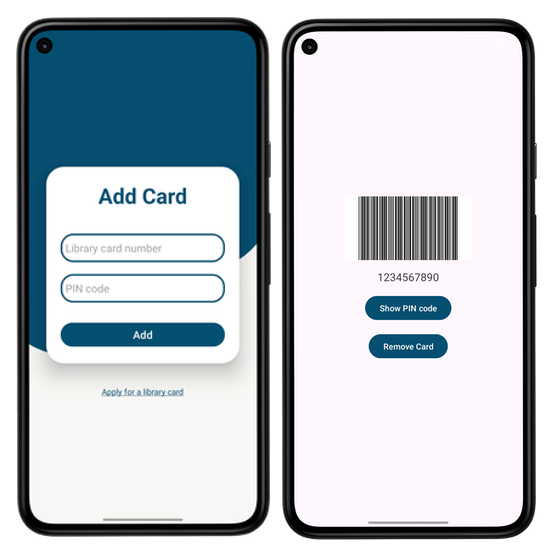 Add Card
Library card number
PIN code
Add
Apply for a library card
1234567890
Show PIN code
Remove Card